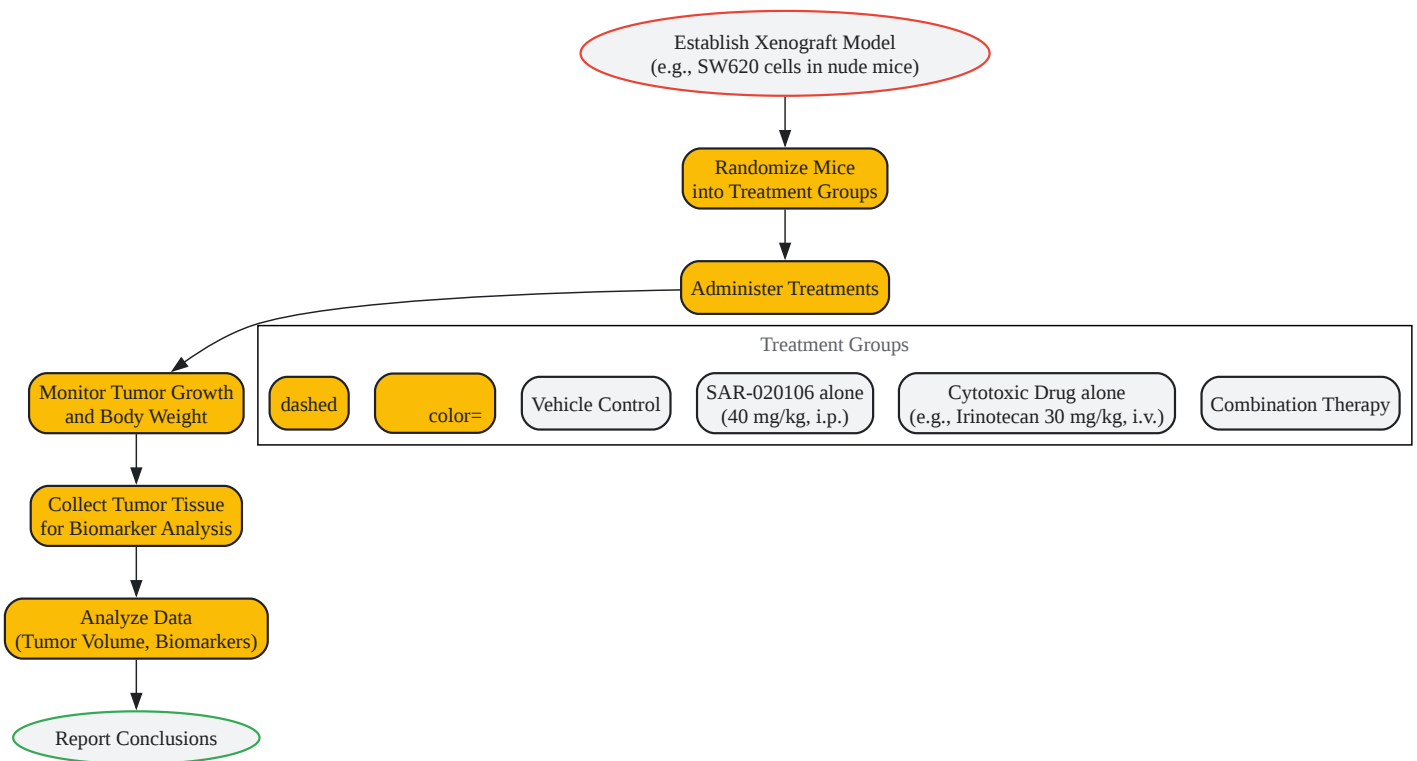 Establish Xenograft Model
(e.g., SW620 cells in nude mice)
Randomize Mice
into Treatment Groups
Administer Treatments
Treatment Groups
Monitor Tumor Growth
and Body Weight
dashed
color=
Vehicle Control
SAR-020106 alone
(40 mg/kg, i.p.)
Cytotoxic Drug alone
(e.g., Irinotecan 30 mg/kg, i.v.)
Combination Therapy
Collect Tumor Tissue
for Biomarker Analysis
Analyze Data
(Tumor Volume, Biomarkers)
Report Conclusions